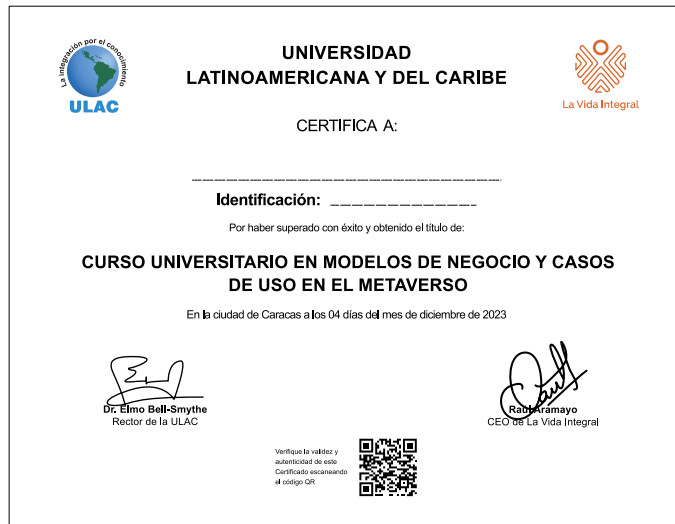 La integración por el conocimiento
ULAC
UNIVERSIDAD
LATINOAMERICANA Y DEL CARIBE
La Vida Integral
CERTIFICA A:
Identificación:
Por haber superado con éxito y obtenido el título de:
CURSO UNIVERSITARIO EN MODELOS DE NEGOCIO Y CASOS
DE USO EN EL METAVERSO
En la ciudad de Caracas a los 04 días del mes de diciembre de 2023
Dr. Elmo Bell-Smythe
Rector de la ULAC
Raúl Aramayo
CEO de La Vida Integral
Verifique la validez y
autenticidad de este
Certificado escaneando
el código QR